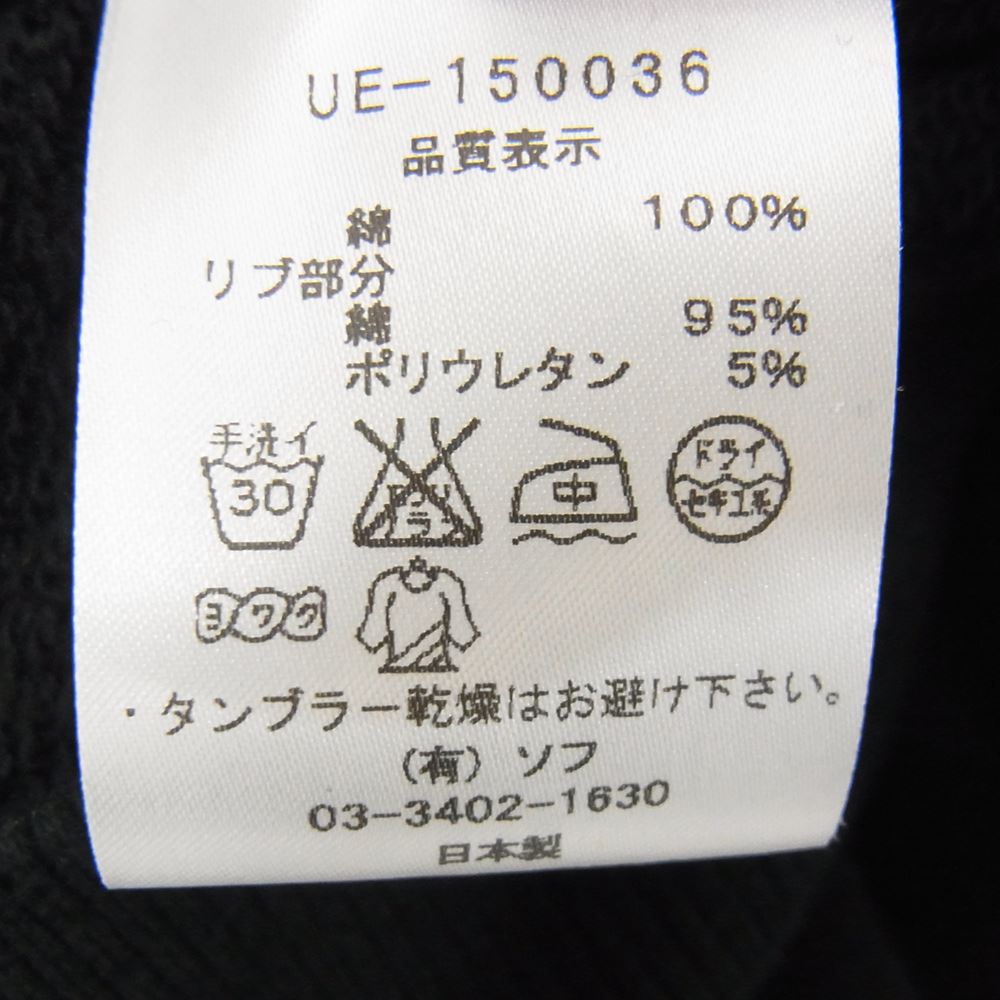 UE-150036
品質表示
綿 100%
リブ部分
綿 95%
ポリウレタン 5%
手洗イ
30
中
ドライ
セキユ系
ヨワク
・タンブラー乾燥はお避け下さい。
(有)ソフ
03-3402-1630
日本製